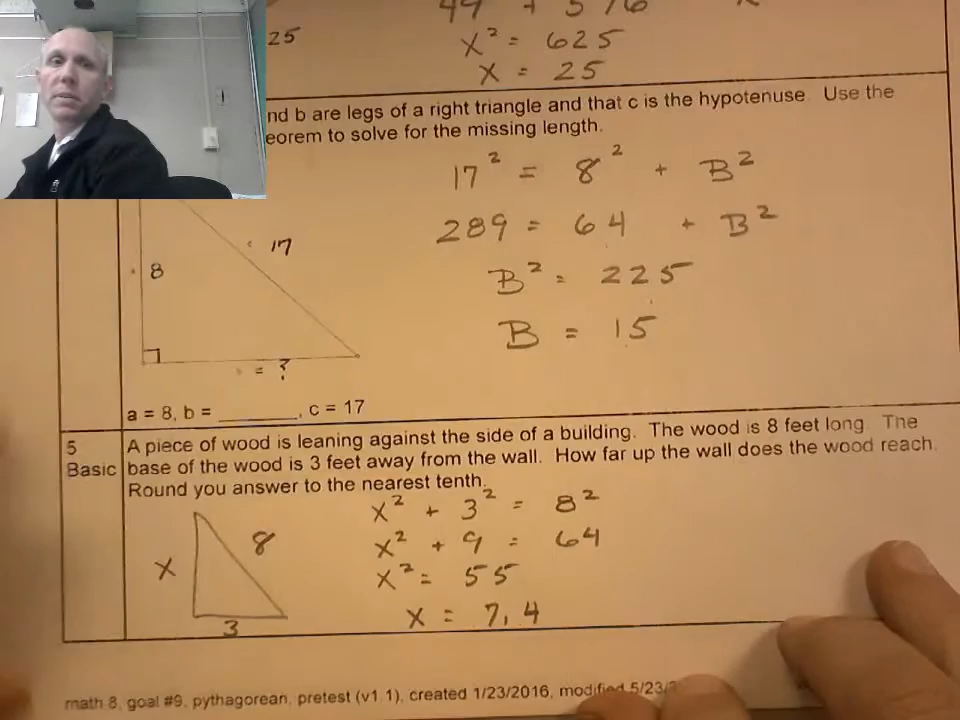 49 + 576
25
x² = 625
x = 25
nd b are legs of a right triangle and that c is the hypotenuse. Use the
eorem to solve for the missing length.
17² = 8² + B²
289 = 64 + B²
B² = 225
B = 15
17
8
= ?
a = 8, b = ________, c = 17
5
Basic
A piece of wood is leaning against the side of a building. The wood is 8 feet long. The
base of the wood is 3 feet away from the wall. How far up the wall does the wood reach.
Round you answer to the nearest tenth.
x² + 3² = 8²
x² + 9 = 64
x² = 55
x = 7,4
8
x
3
math 8, goal #9, pythagorean, pretest (v1.1), created 1/23/2016, modified 5/23/